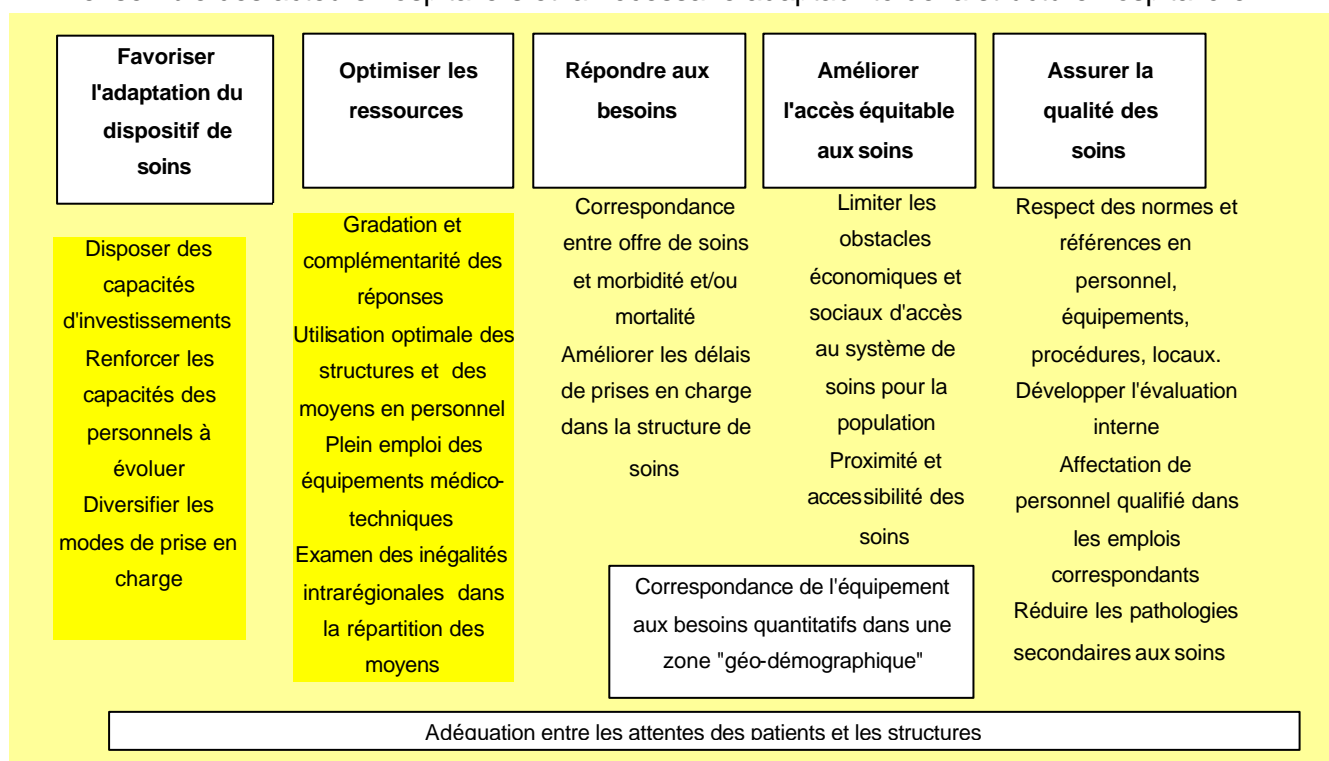 Favoriser
l'adaptation du
dispositif de
soins
Optimiser les
ressources
Répondre aux
besoins
Améliorer
l'accès équitable
aux soins
Assurer la
qualité des
soins
Disposer des
capacités
d'investissements
Renforcer les
capacités des
personnels à
évoluer
Diversifier les
modes de prise en
charge
Gradation et
complémentarité des
réponses
Utilisation optimale des
structures et des
moyens en personnel
Plein emploi des
équipements médico-
techniques
Examen des inégalités
intrarégionales dans
la répartition des
moyens
Correspondance
entre offre de soins
et morbidité et/ou
mortalité
Améliorer les délais
de prises en charge
dans la structure de
soins
Limiter les
obstacles
économiques et
sociaux d'accès
au système de
soins pour la
population
Proximité et
accessibilité des
soins
Respect des normes et
références en
personnel,
équipements,
procédures, locaux.
Développer l'évaluation
interne
Affectation de
personnel qualifié dans
les emplois
correspondants
Réduire les pathologies
secondaires aux soins
Correspondance de l'équipement
aux besoins quantitatifs dans une
zone "géo-démographique"
Adéquation entre les attentes des patients et les structures